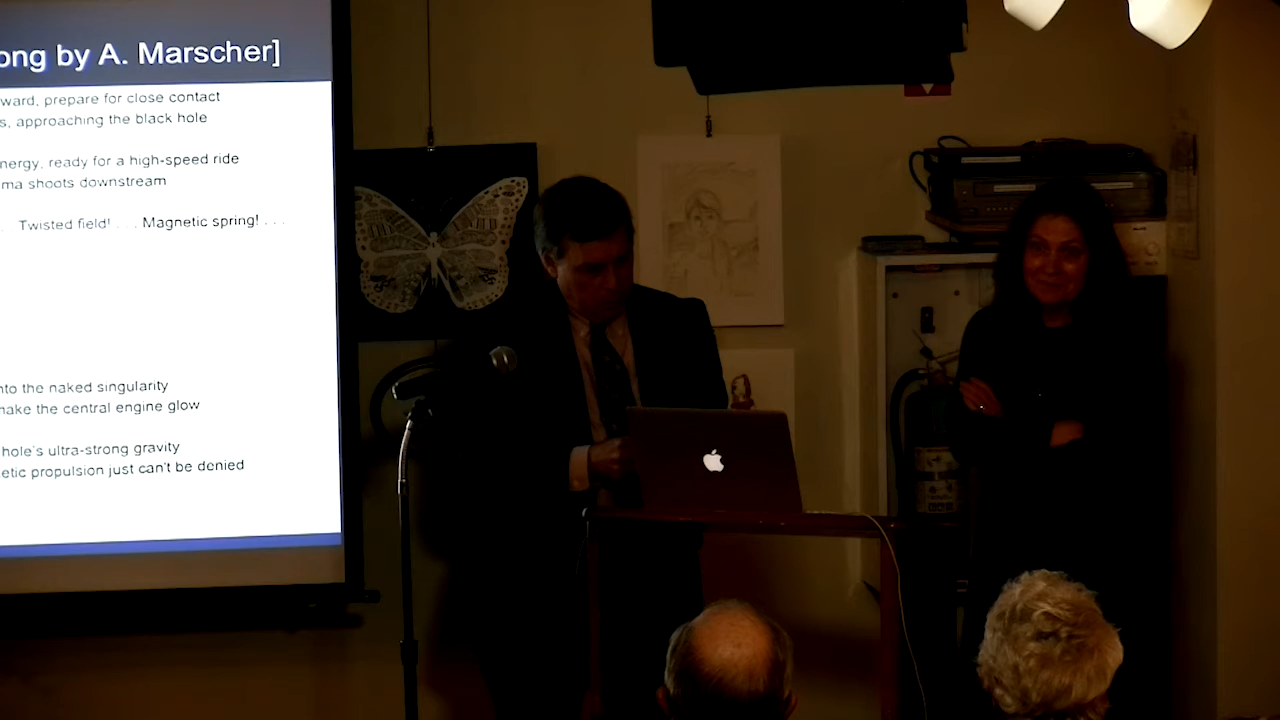 ong by A. Marscher]
ward, prepare for close contact
s, approaching the black hole
nergy, ready for a high-speed ride
ma shoots downstream
. Twisted field! . . . Magnetic spring! . . .
nto the naked singularity
make the central engine glow
hole's ultra-strong gravity
etic propulsion just can't be denied